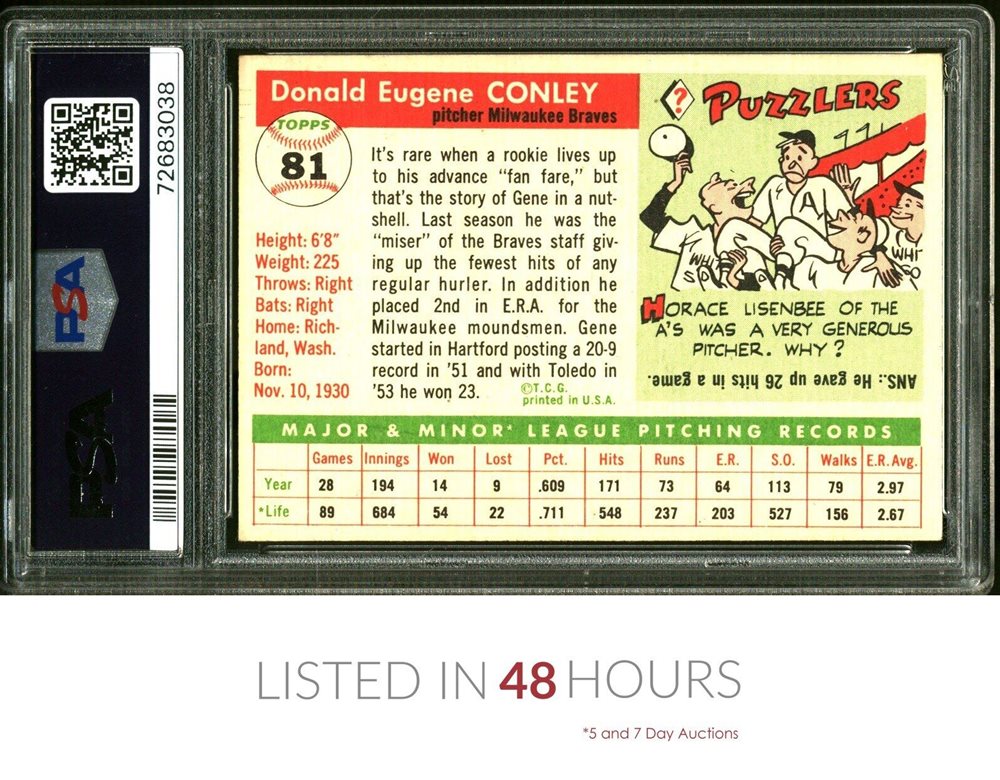 72683038
PSA
PSA
Donald Eugene CONLEY
pitcher Milwaukee Braves
TOPPS
81
Height: 6'8"
Weight: 225
Throws: Right
Bats: Right
Home: Rich-
land, Wash.
Born:
Nov. 10, 1930
It's rare when a rookie lives up
to his advance "fan fare," but
that's the story of Gene in a nut-
shell. Last season he was the
"miser" of the Braves staff giv-
ing up the fewest hits of any
regular hurler. In addition he
placed 2nd in E.R.A. for the
Milwaukee moundsmen. Gene
started in Hartford posting a 20-9
record in '51 and with Toledo in
'53 he won 23.
©T.C.G.
printed in U.S.A.
? PUZZLERS
A
WHIT
WHIT
SO
HORACE LISENBEE OF THE
A'S WAS A VERY GENEROUS
PITCHER. WHY?
ANS.: He gave up 26 hits in a game.
MAJOR & MINOR* LEAGUE PITCHING RECORDS
Games Innings Won Lost Pct. Hits Runs E.R. S.O. Walks E.R. Avg.
Year 28 194 14 9 .609 171 73 64 113 79 2.97
*Life 89 684 54 22 .711 548 237 203 527 156 2.67
LISTED IN 48 HOURS
*5 and 7 Day Auctions